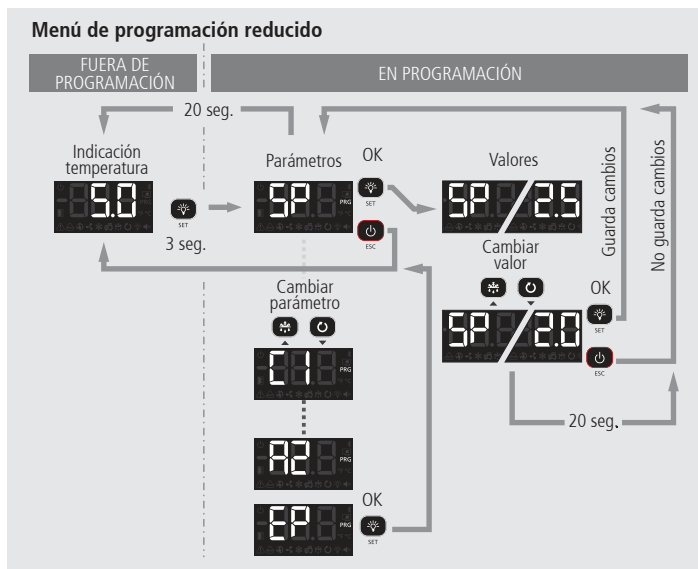 Menú de programación reducido
FUERA DE
PROGRAMACIÓN
EN PROGRAMACIÓN
20 seg.
Indicación
temperatura
5.0
SET
3 seg.
Parámetros
SP
PRG
OK
SET
ESC
Valores
SP / 2.5
Guarda cambios
No guarda cambios
Cambiar
valor
SP / 2.0
OK
SET
ESC
20 seg.
Cambiar
parámetro
C1
PRG
A2
PRG
EP
PRG
OK
SET